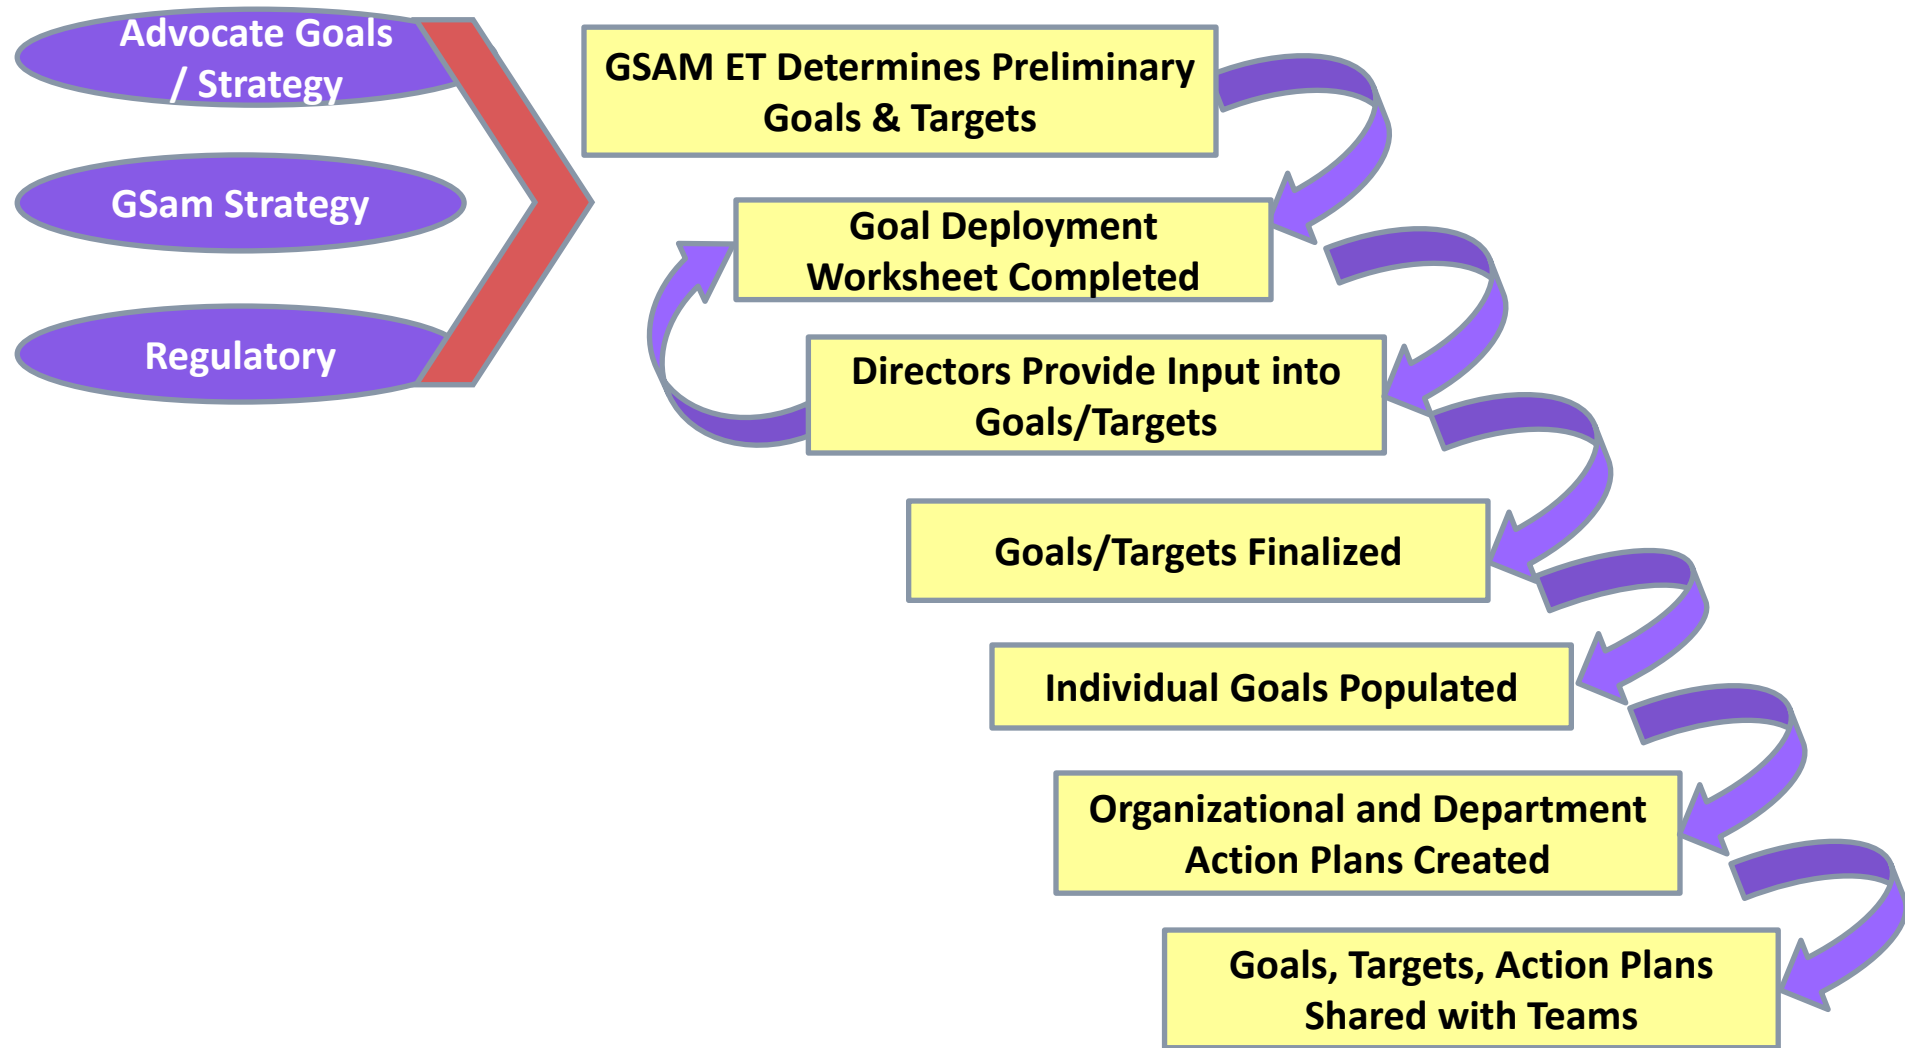 Advocate Goals
/ Strategy
GSam Strategy
Regulatory
GSAM ET Determines Preliminary
Goals & Targets
Goal Deployment
Worksheet Completed
Directors Provide Input into
Goals/Targets
Goals/Targets Finalized
Individual Goals Populated
Organizational and Department
Action Plans Created
Goals, Targets, Action Plans
Shared with Teams